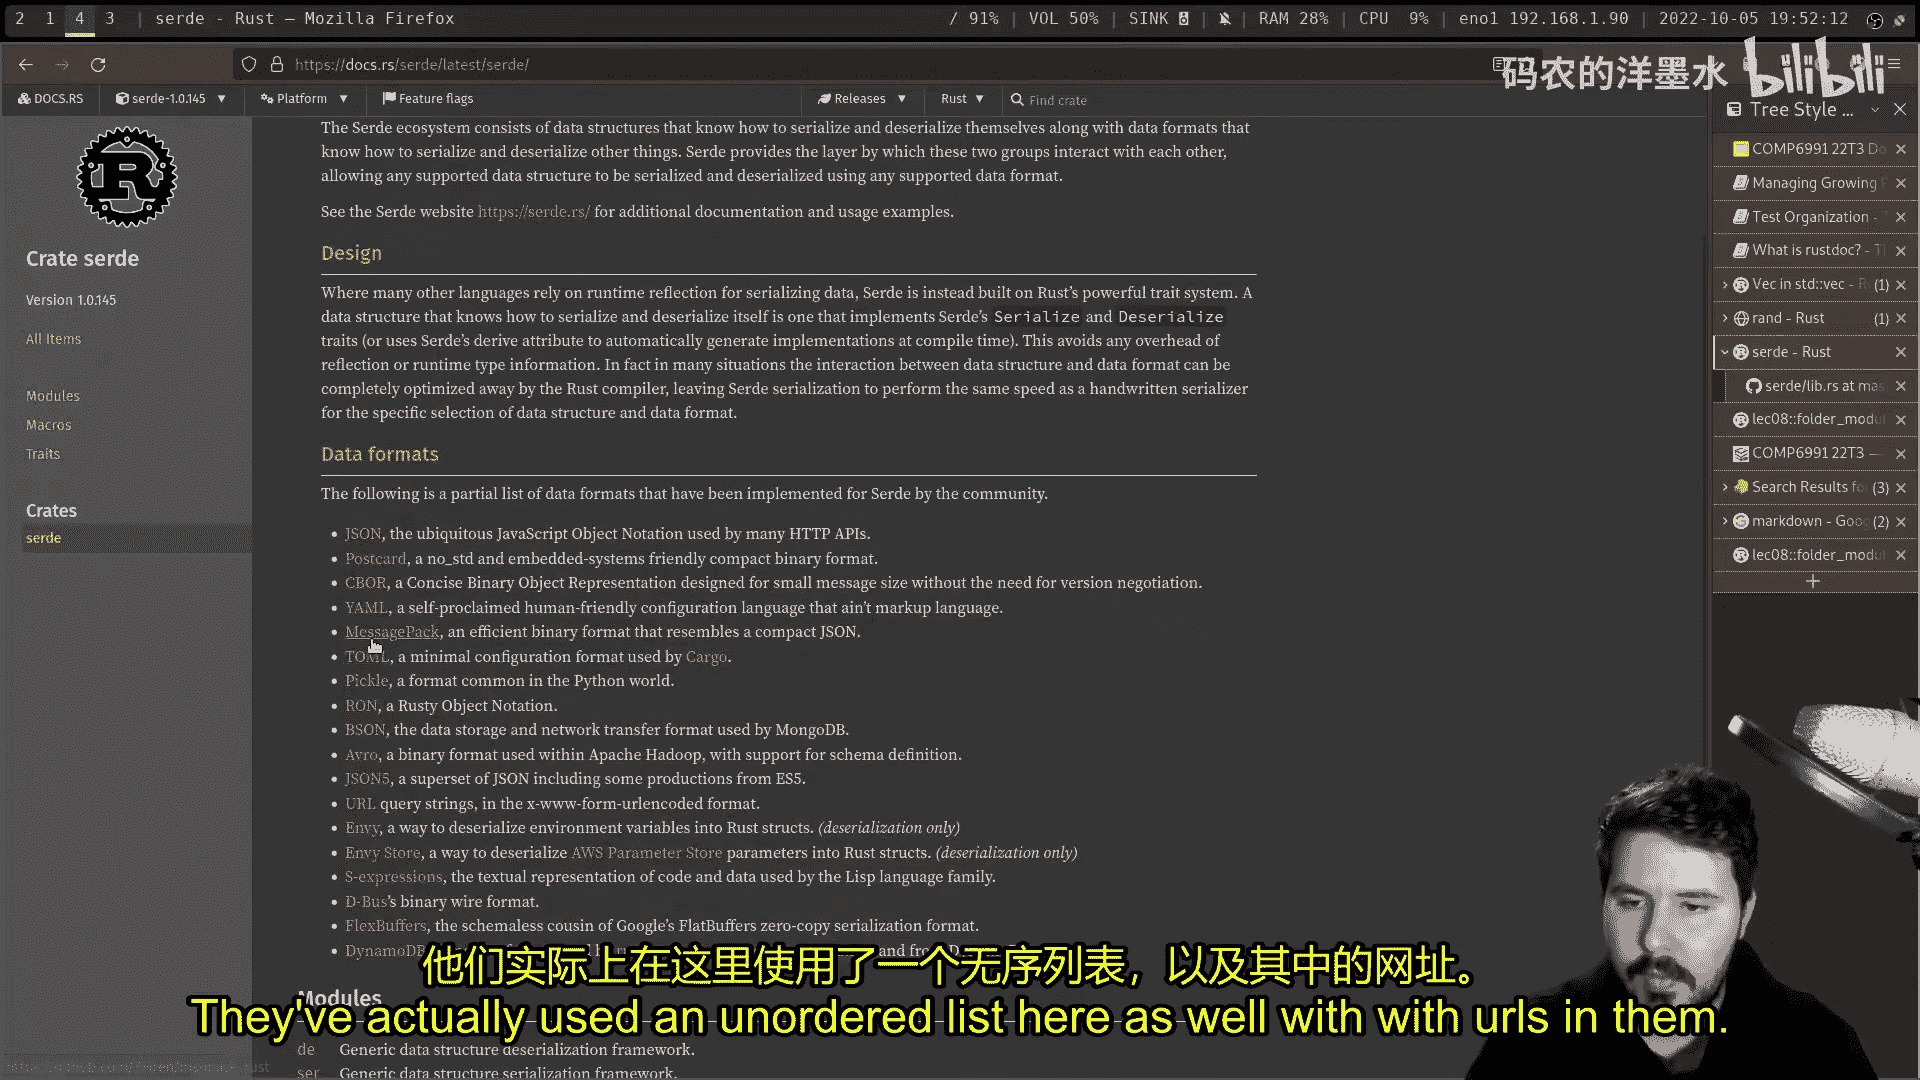 2 1 4 3 | serde - Rust — Mozilla Firefox
/ 91% | VOL 50% | SINK | RAM 28% | CPU 9% | eno1 192.168.1.90 | 2022-10-05 19:52:12
https://docs.rs/serde/latest/serde/
码农的洋墨水 bilibili
DOCS.RS serde-1.0.145 Platform Feature flags Releases Rust Find crate
Tree Style ...
COMP6991 22T3 Do
Managing Growing
Test Organization -
What is rustdoc? -
Vec in std::vec - (1)
rand - Rust (1)
serde - Rust
serde/lib.rs at mas
lec08::folder_modu
COMP6991 22T3 —
Search Results fo (3)
markdown - Goo (2)
lec08::folder_modu
Crate serde
Version 1.0.145
All Items
Modules
Macros
Traits
Crates
serde
The Serde ecosystem consists of data structures that know how to serialize and deserialize themselves along with data formats that
know how to serialize and deserialize other things. Serde provides the layer by which these two groups interact with each other,
allowing any supported data structure to be serialized and deserialized using any supported data format.
See the Serde website https://serde.rs/ for additional documentation and usage examples.
Design
Where many other languages rely on runtime reflection for serializing data, Serde is instead built on Rust's powerful trait system. A
data structure that knows how to serialize and deserialize itself is one that implements Serde's Serialize and Deserialize
traits (or uses Serde's derive attribute to automatically generate implementations at compile time). This avoids any overhead of
reflection or runtime type information. In fact in many situations the interaction between data structure and data format can be
completely optimized away by the Rust compiler, leaving Serde serialization to perform the same speed as a handwritten serializer
for the specific selection of data structure and data format.
Data formats
The following is a partial list of data formats that have been implemented for Serde by the community.
• JSON, the ubiquitous JavaScript Object Notation used by many HTTP APIs.
• Postcard, a no_std and embedded-systems friendly compact binary format.
• CBOR, a Concise Binary Object Representation designed for small message size without the need for version negotiation.
• YAML, a self-proclaimed human-friendly configuration language that ain't markup language.
• MessagePack, an efficient binary format that resembles a compact JSON.
• TOML, a minimal configuration format used by Cargo.
• Pickle, a format common in the Python world.
• RON, a Rusty Object Notation.
• BSON, the data storage and network transfer format used by MongoDB.
• Avro, a binary format used within Apache Hadoop, with support for schema definition.
• JSON5, a superset of JSON including some productions from ES5.
• URL query strings, in the x-www-form-urlencoded format.
• Envy, a way to deserialize environment variables into Rust structs. (deserialization only)
• Envy Store, a way to deserialize AWS Parameter Store parameters into Rust structs. (deserialization only)
• S-expressions, the textual representation of code and data used by the Lisp language family.
• D-Bus's binary wire format.
• FlexBuffers, the schemaless cousin of Google's FlatBuffers zero-copy serialization format.
• DynamoDB
他们实际上在这里使用了一个无序列表，以及其中的网址。
Modules
They've actually used an unordered list here as well with with urls in them.
de Generic data structure deserialization framework.
ser Generic data structure serialization framework.